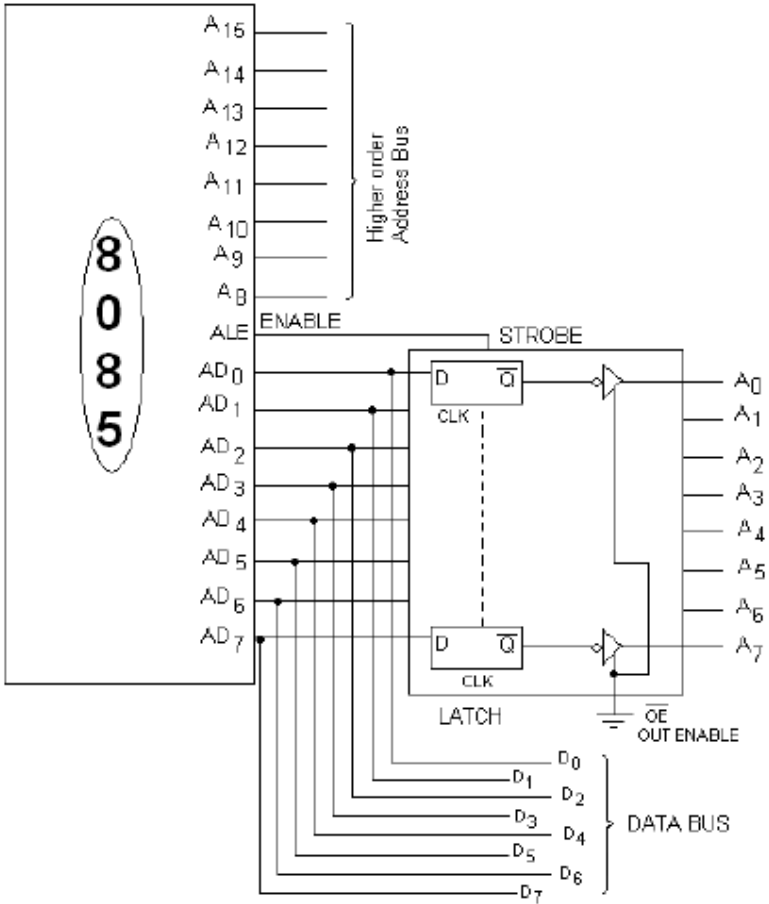 A15
A14
A13
A12
A11
A10
A9
A8
Higher order
Address Bus
8
0
8
5
ALE
ENABLE
STROBE
AD0
AD1
AD2
AD3
AD4
AD5
AD6
AD7
D Q̅
CLK
D Q̅
CLK
A0
A1
A2
A3
A4
A5
A6
A7
LATCH
O̅E̅
OUT ENABLE
D0
D1
D2
D3
D4
D5
D6
D7
DATA BUS